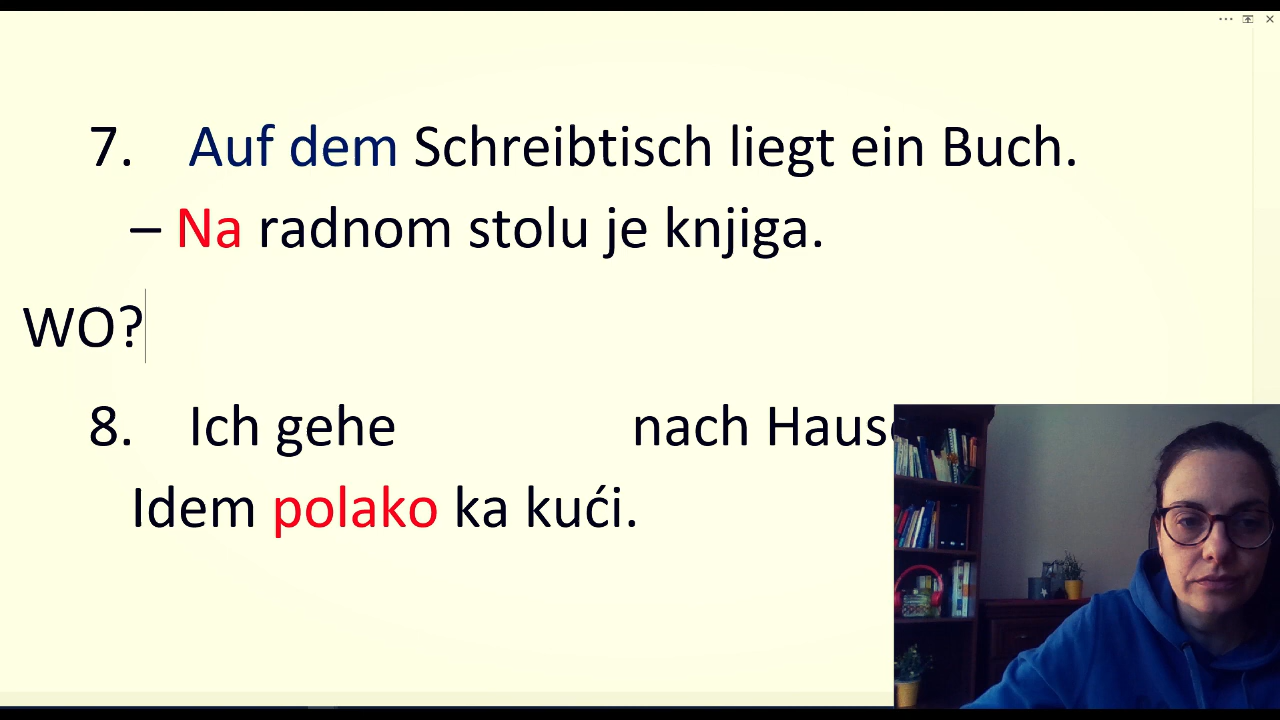 7. Auf dem Schreibtisch liegt ein Buch.
– Na radnom stolu je knjiga.
WO?
8. Ich gehe nach Hause
Idem polako ka kući.